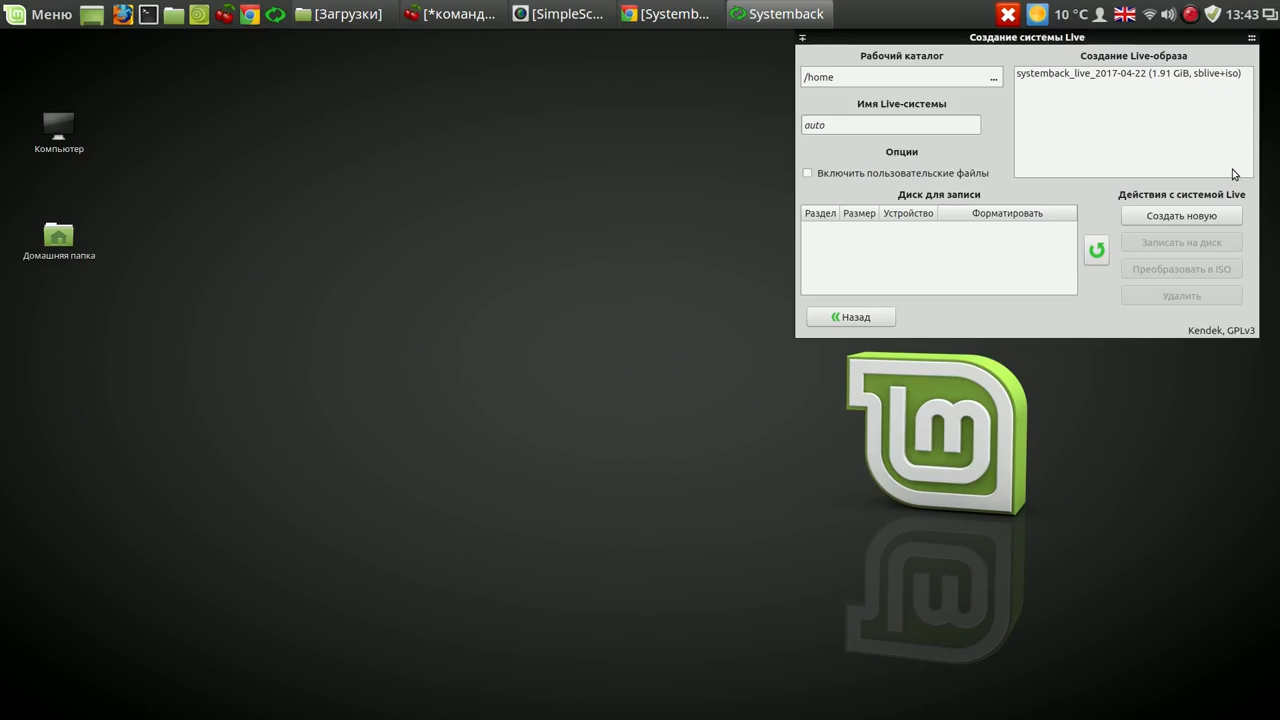 Меню
[Загрузки]
[*команд...
[SimpleSc...
[Systemb...
Systemback
10 °C
13:43
Создание системы Live
Рабочий каталог
/home
...
Имя Live-системы
auto
Опции
Включить пользовательские файлы
Создание Live-образа
systemback_live_2017-04-22 (1.91 GiB, sblive+iso)
Диск для записи
Раздел Размер Устройство Форматировать
Действия с системой Live
Создать новую
Записать на диск
Преобразовать в ISO
Удалить
Назад
Kendek, GPLv3
Компьютер
Домашняя папка
lm